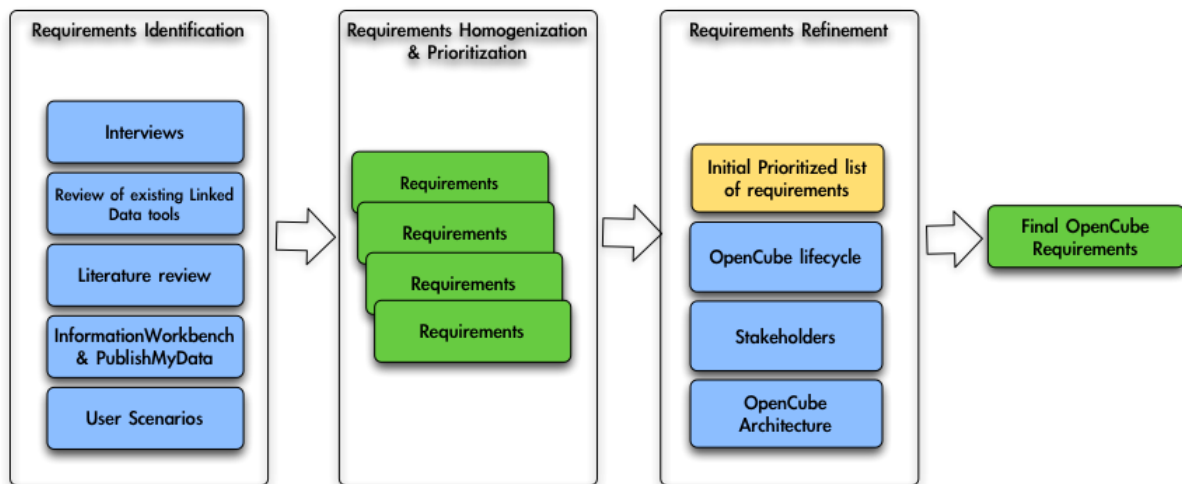 Requirements Identification
Interviews
Review of existing Linked
Data tools
Literature review
InformationWorkbench
& PublishMyData
User Scenarios
Requirements Homogenization
& Prioritization
Requirements
Requirements
Requirements
Requirements
Requirements Refinement
Initial Prioritized list
of requirements
OpenCube lifecycle
Stakeholders
OpenCube
Architecture
Final OpenCube
Requirements